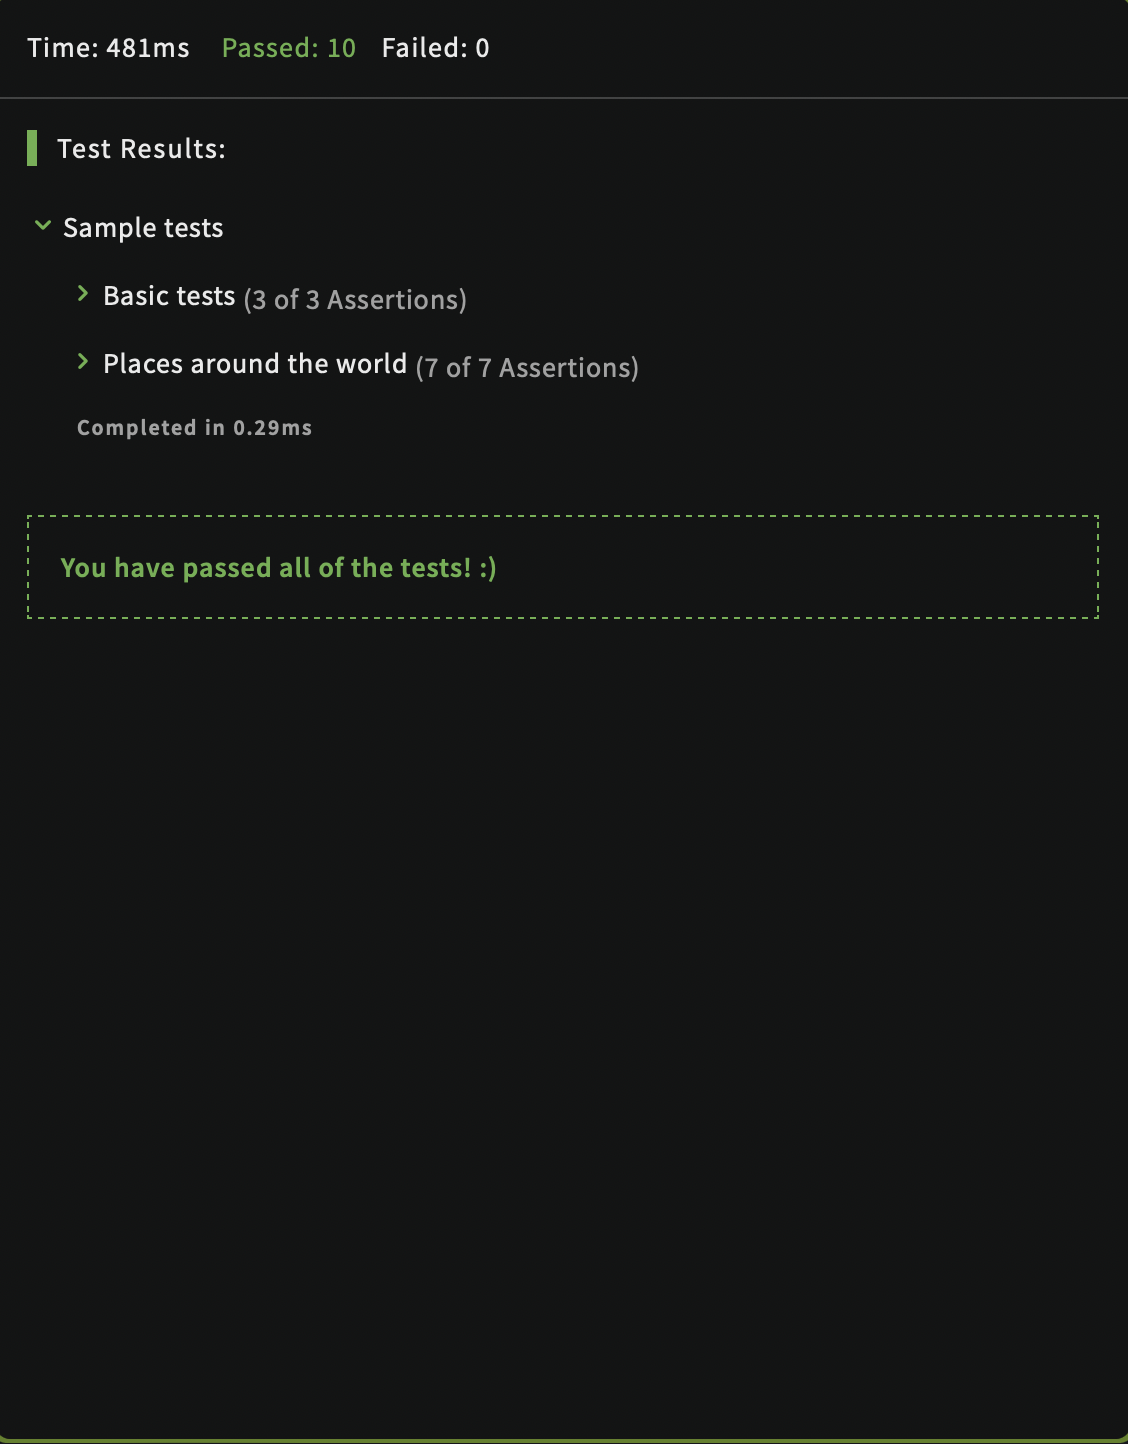 Time: 481ms Passed: 10 Failed: 0
Test Results:
Sample tests
Basic tests (3 of 3 Assertions)
Places around the world (7 of 7 Assertions)
Completed in 0.29ms
You have passed all of the tests! :)